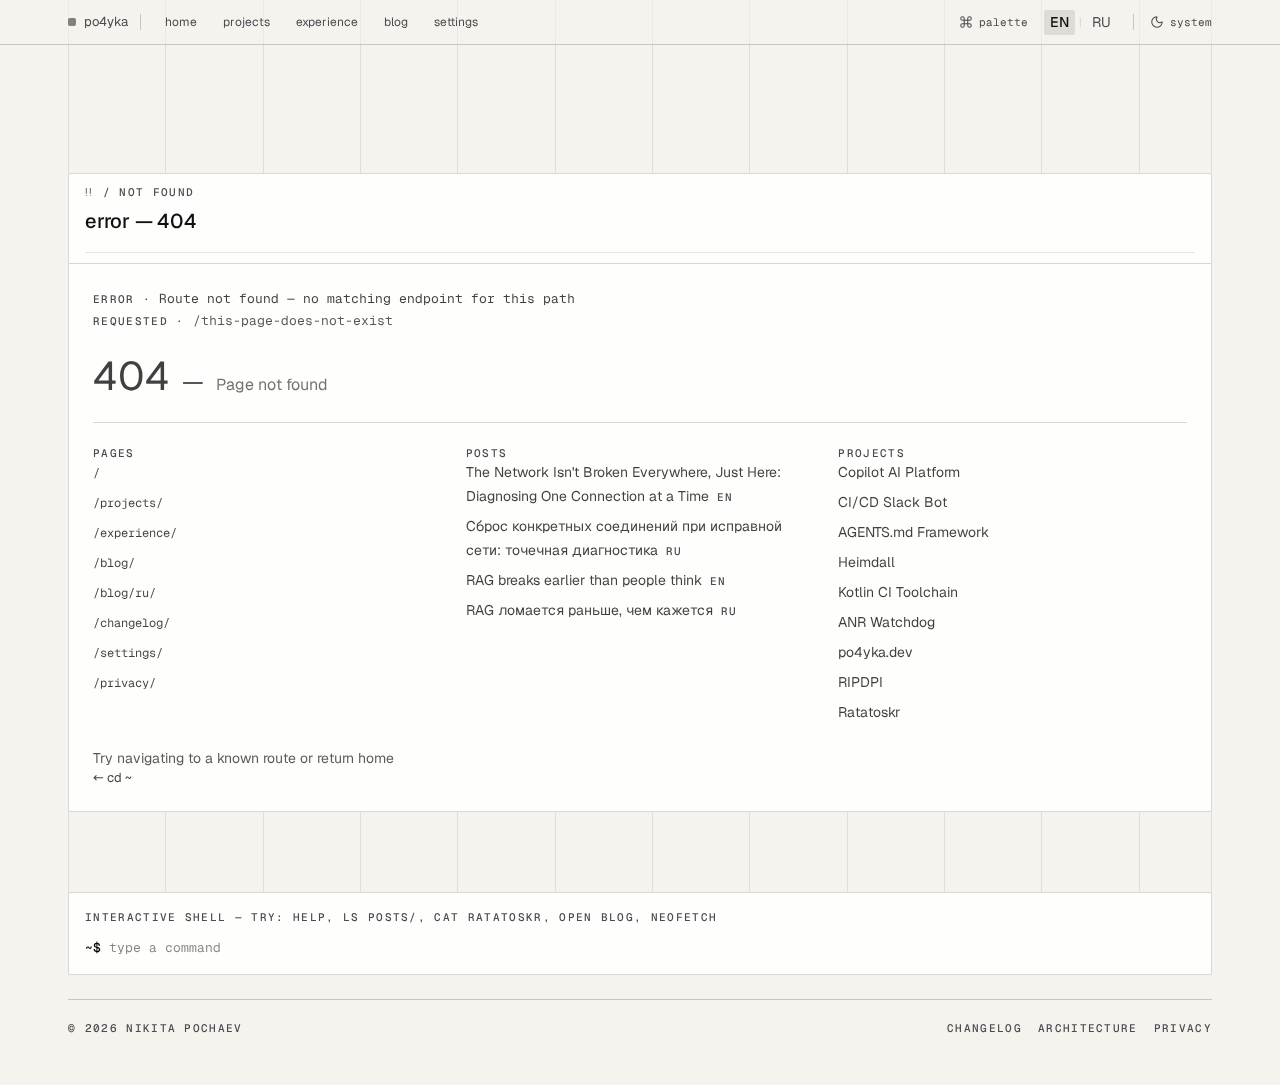 po4yka
home
projects
experience
blog
settings
⌘ palette
EN
RU
system
‼ / NOT FOUND
error — 404
ERROR · Route not found — no matching endpoint for this path
REQUESTED · /this-page-does-not-exist
404 — Page not found
PAGES
/
/projects/
/experience/
/blog/
/blog/ru/
/changelog/
/settings/
/privacy/
POSTS
The Network Isn't Broken Everywhere, Just Here:
Diagnosing One Connection at a Time EN
Сброс конкретных соединений при исправной
сети: точечная диагностика RU
RAG breaks earlier than people think EN
RAG ломается раньше, чем кажется RU
PROJECTS
Copilot AI Platform
CI/CD Slack Bot
AGENTS.md Framework
Heimdall
Kotlin CI Toolchain
ANR Watchdog
po4yka.dev
RIPDPI
Ratatoskr
Try navigating to a known route or return home
← cd ~
INTERACTIVE SHELL — TRY: HELP, LS POSTS/, CAT RATATOSKR, OPEN BLOG, NEOFETCH
~$ type a command
© 2026 NIKITA POCHAEV
CHANGELOG
ARCHITECTURE
PRIVACY